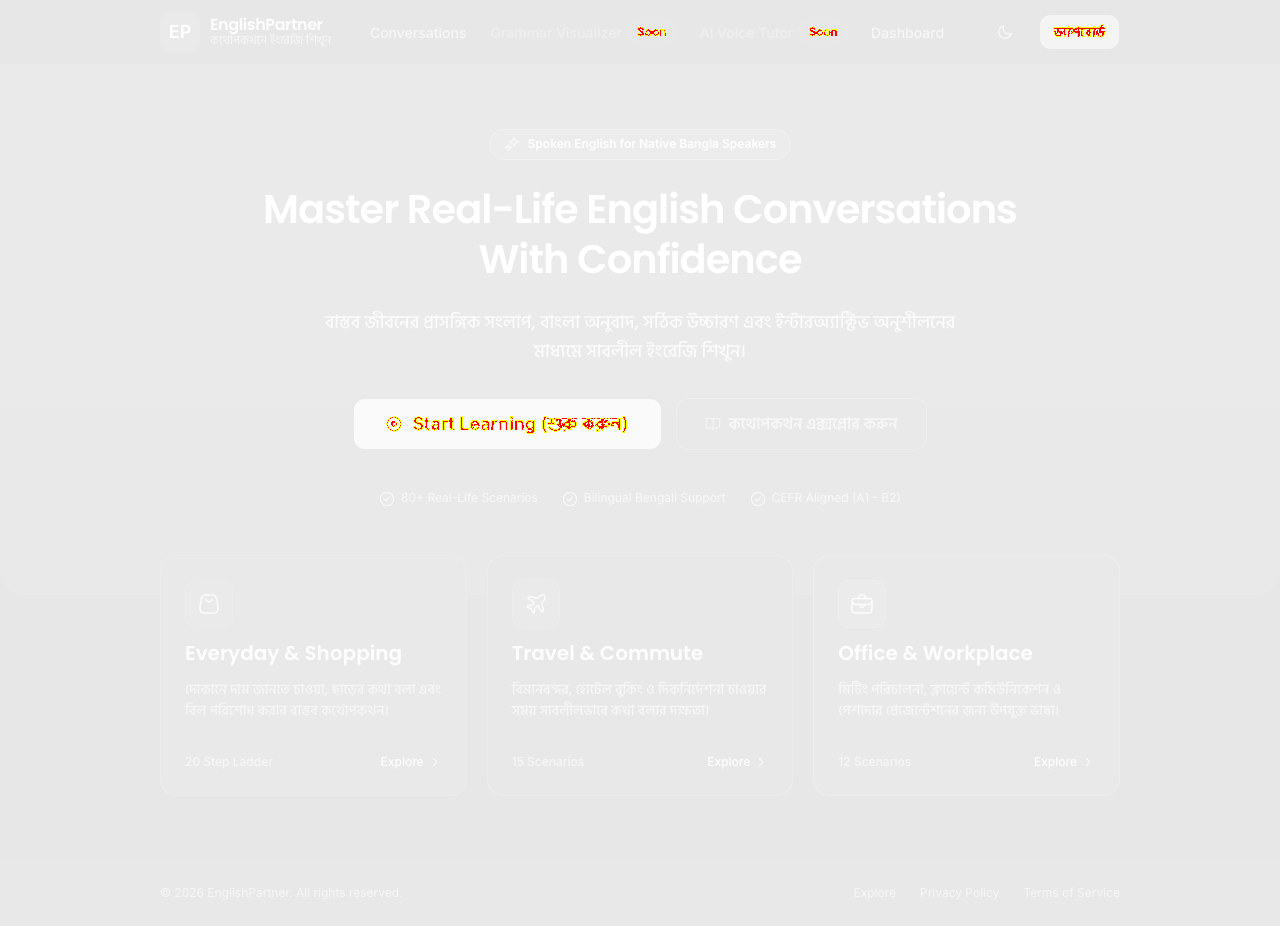 EP
EnglishPartner
কথোপকথনে ইংরেজি শিখুন
Conversations
Grammar Visualizer
Soon
AI Voice Tutor
Soon
Dashboard
ড্যাশবোর্ড
Spoken English for Native Bangla Speakers
Master Real-Life English Conversations
With Confidence
বাস্তব জীবনের প্রাসঙ্গিক সংলাপ, বাংলা অনুবাদ, সঠিক উচ্চারণ এবং ইন্টারঅ্যাক্টিভ অনুশীলনের
মাধ্যমে সাবলীল ইংরেজি শিখুন।
Start Learning (শুরু করুন)
কথোপকথন এক্সপ্লোর করুন
80+ Real-Life Scenarios
Bilingual Bengali Support
CEFR Aligned (A1 - B2)
Everyday & Shopping
দোকানে দাম জানতে চাওয়া, ছাড়ের কথা বলা এবং
বিল পরিশোধ করার বাস্তব কথোপকথন।
20 Step Ladder
Explore
Travel & Commute
বিমানবন্দর, হোটেল বুকিং ও দিকনির্দেশনা চাওয়ার
সময় সাবলীলভাবে কথা বলার দক্ষতা।
15 Scenarios
Explore
Office & Workplace
মিটিং পরিচালনা, ক্লায়েন্ট কমিউনিকেশন ও
পেশাদার প্রেজেন্টেশনের জন্য উপযুক্ত ভাষা।
12 Scenarios
Explore
© 2026 EnglishPartner. All rights reserved.
Explore
Privacy Policy
Terms of Service